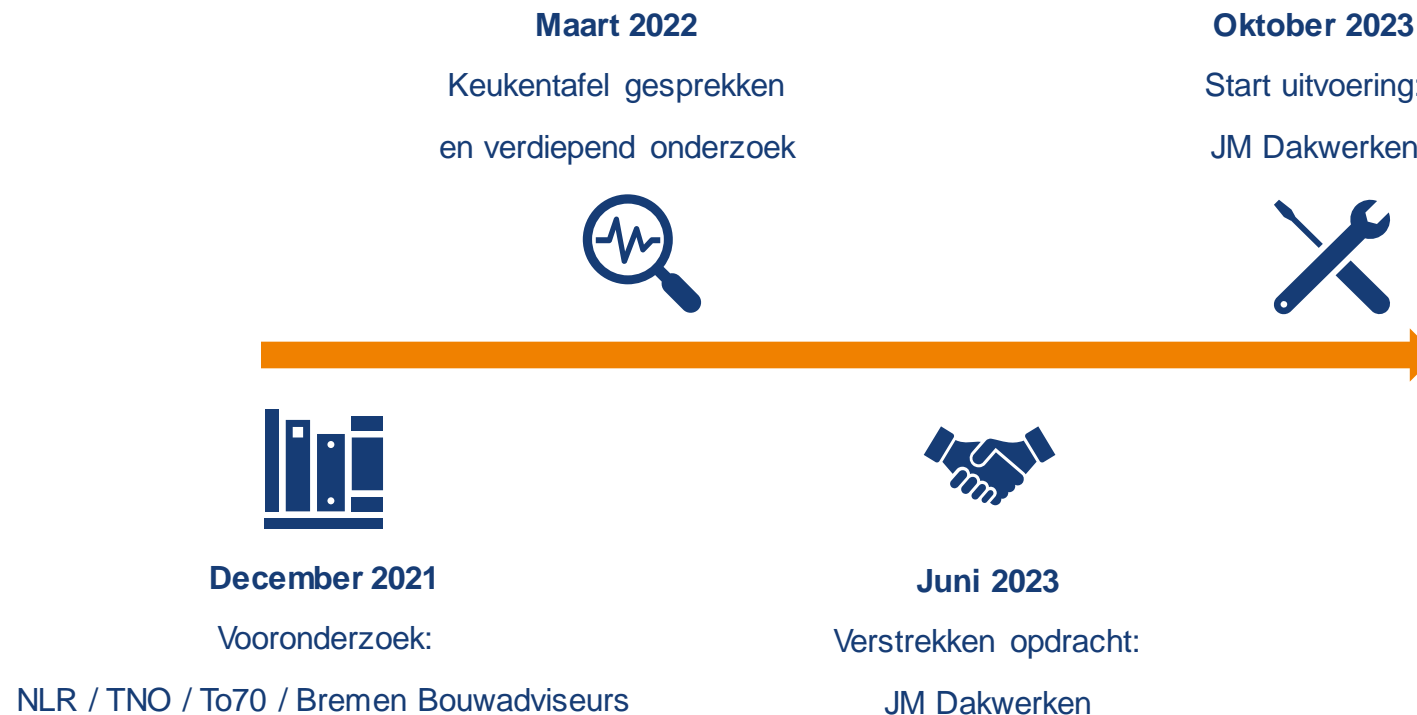 Maart 2022
Keukentafel gesprekken
en verdiepend onderzoek
Oktober 2023
Start uitvoering:
JM Dakwerken
December 2021
Vooronderzoek:
NLR / TNO / To70 / Bremen Bouwadviseurs
Juni 2023
Verstrekken opdracht:
JM Dakwerken